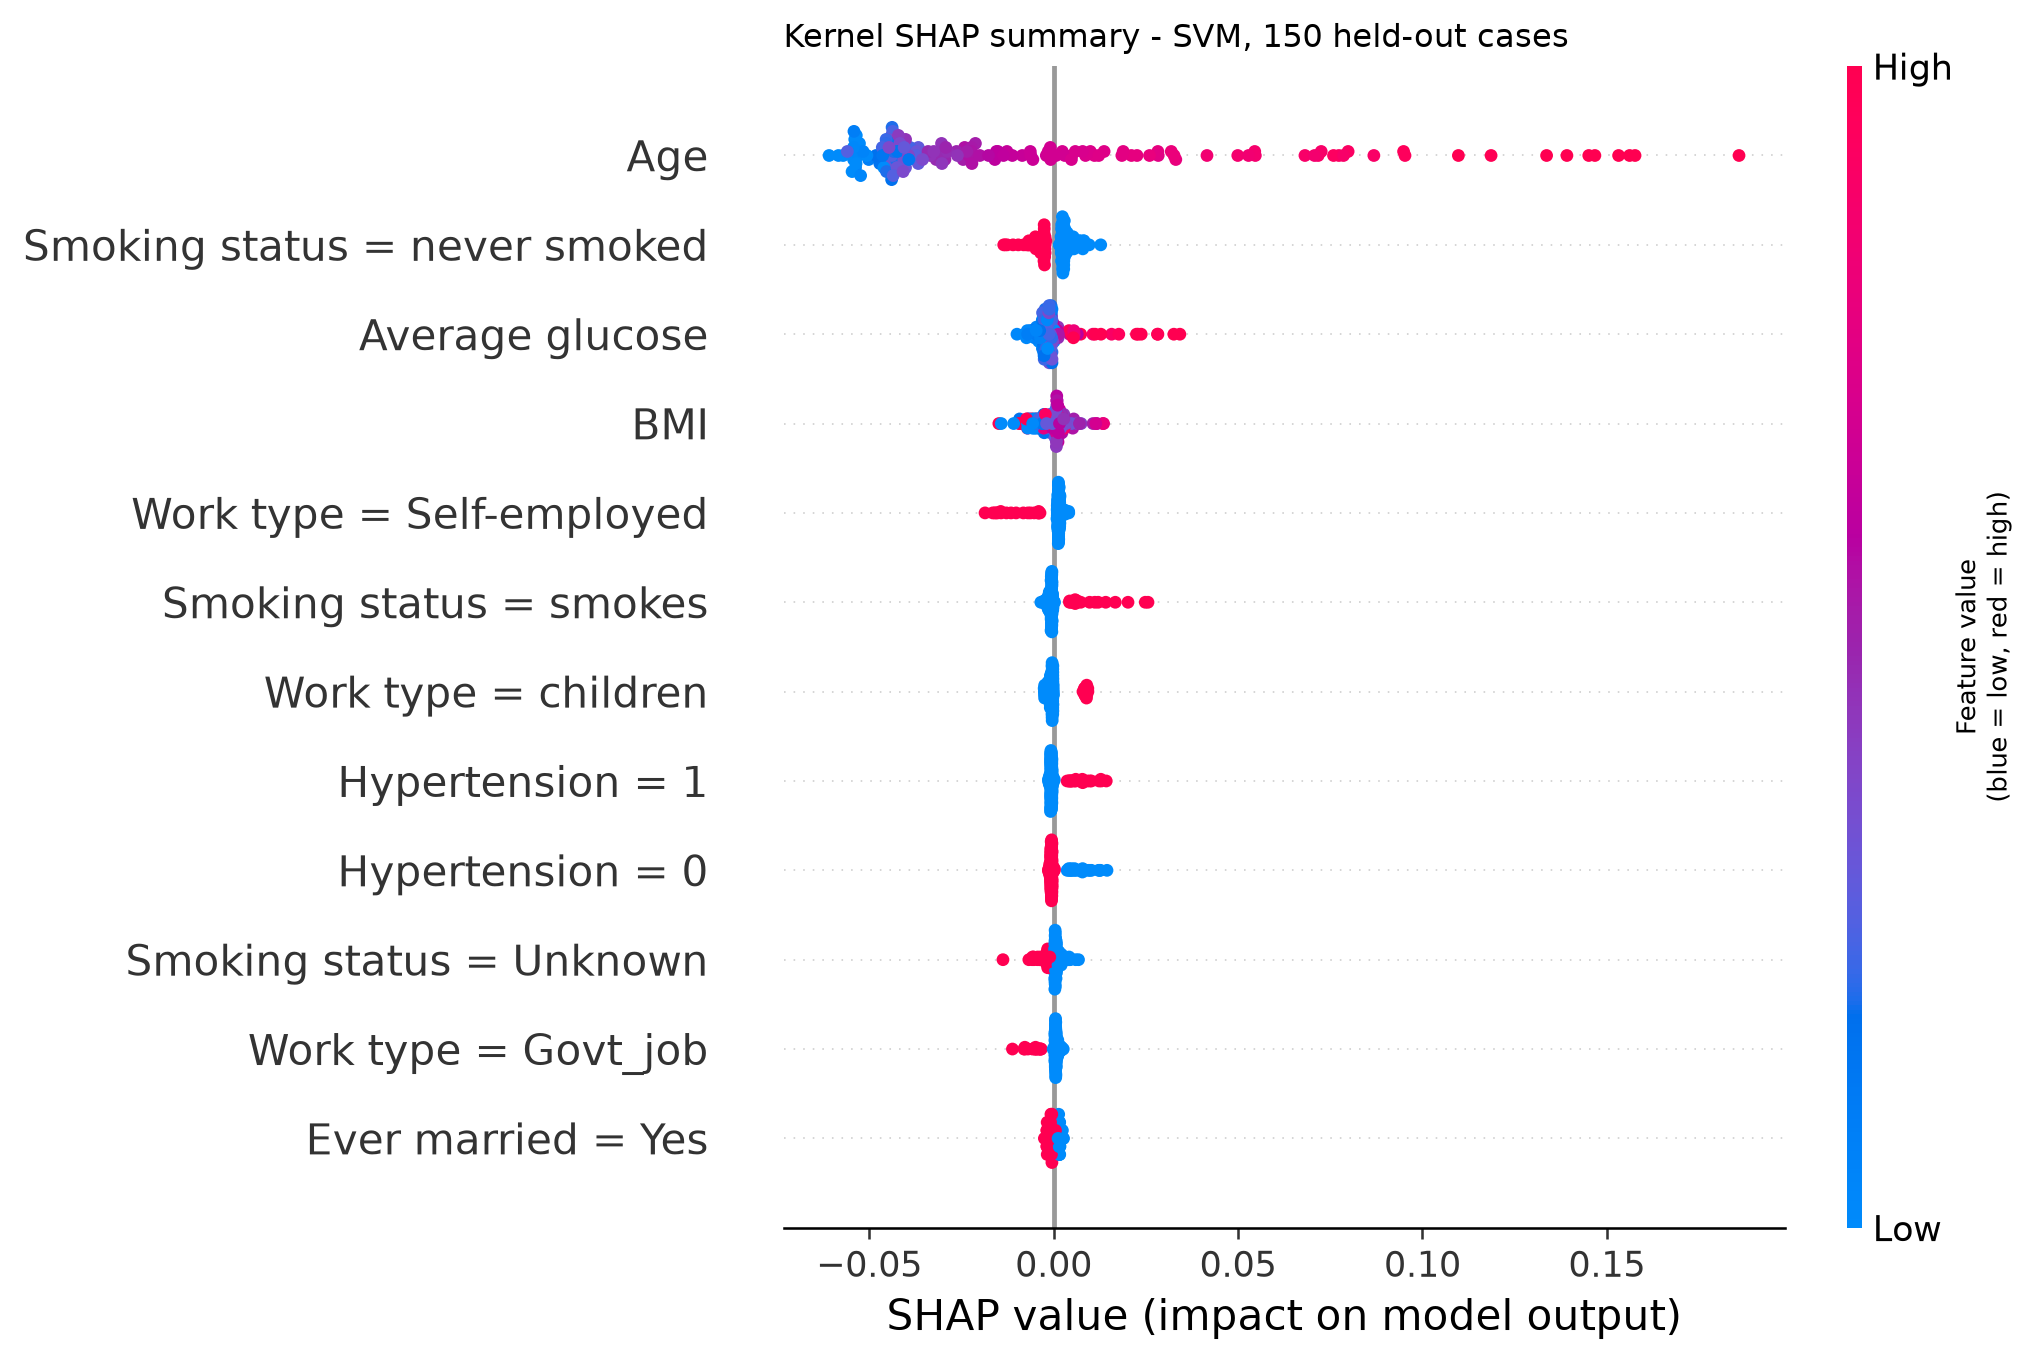 Kernel SHAP summary - SVM, 150 held-out cases
High
Age
Smoking status = never smoked
Average glucose
BMI
Work type = Self-employed
Smoking status = smokes
Work type = children
Hypertension = 1
Hypertension = 0
Smoking status = Unknown
Work type = Govt_job
Ever married = Yes
Feature value
(blue = low, red = high)
Low
−0.05 0.00 0.05 0.10 0.15
SHAP value (impact on model output)